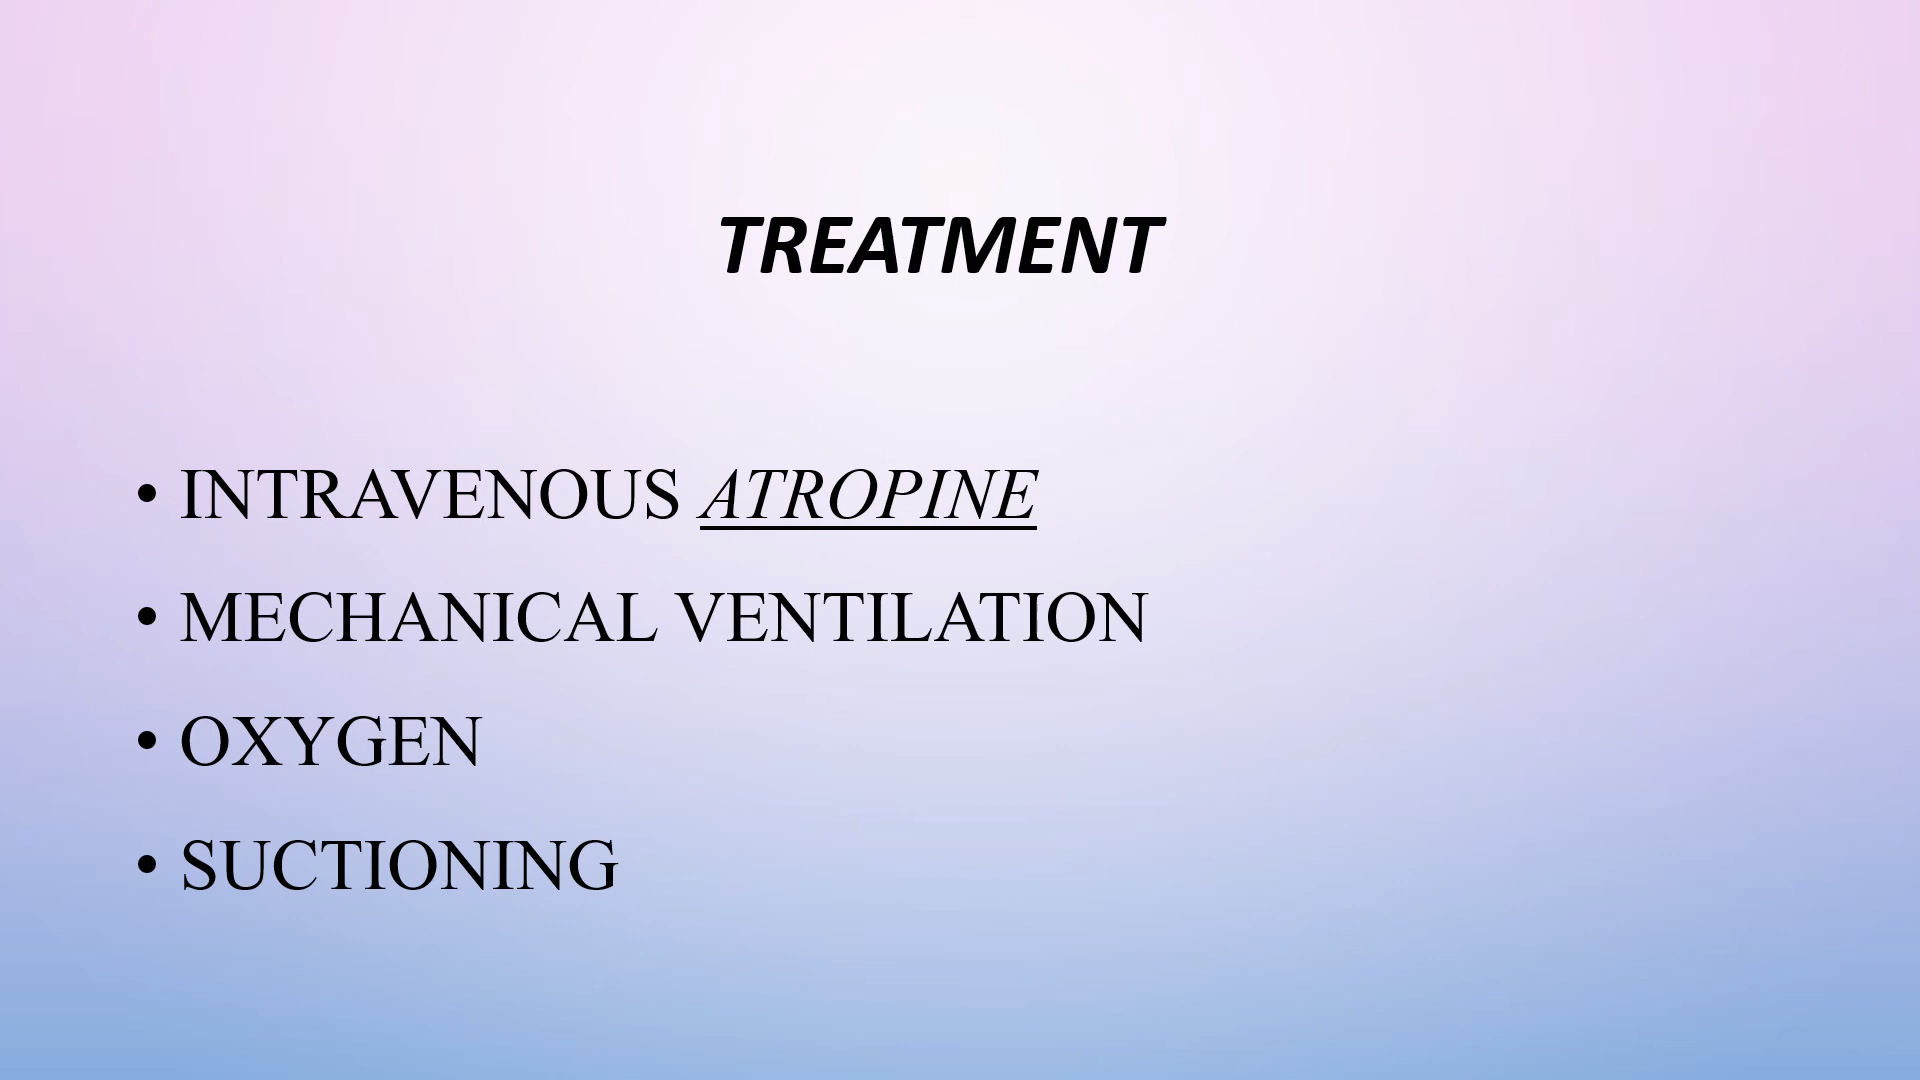 TREATMENT
• INTRAVENOUS ATROPINE
• MECHANICAL VENTILATION
• OXYGEN
• SUCTIONING